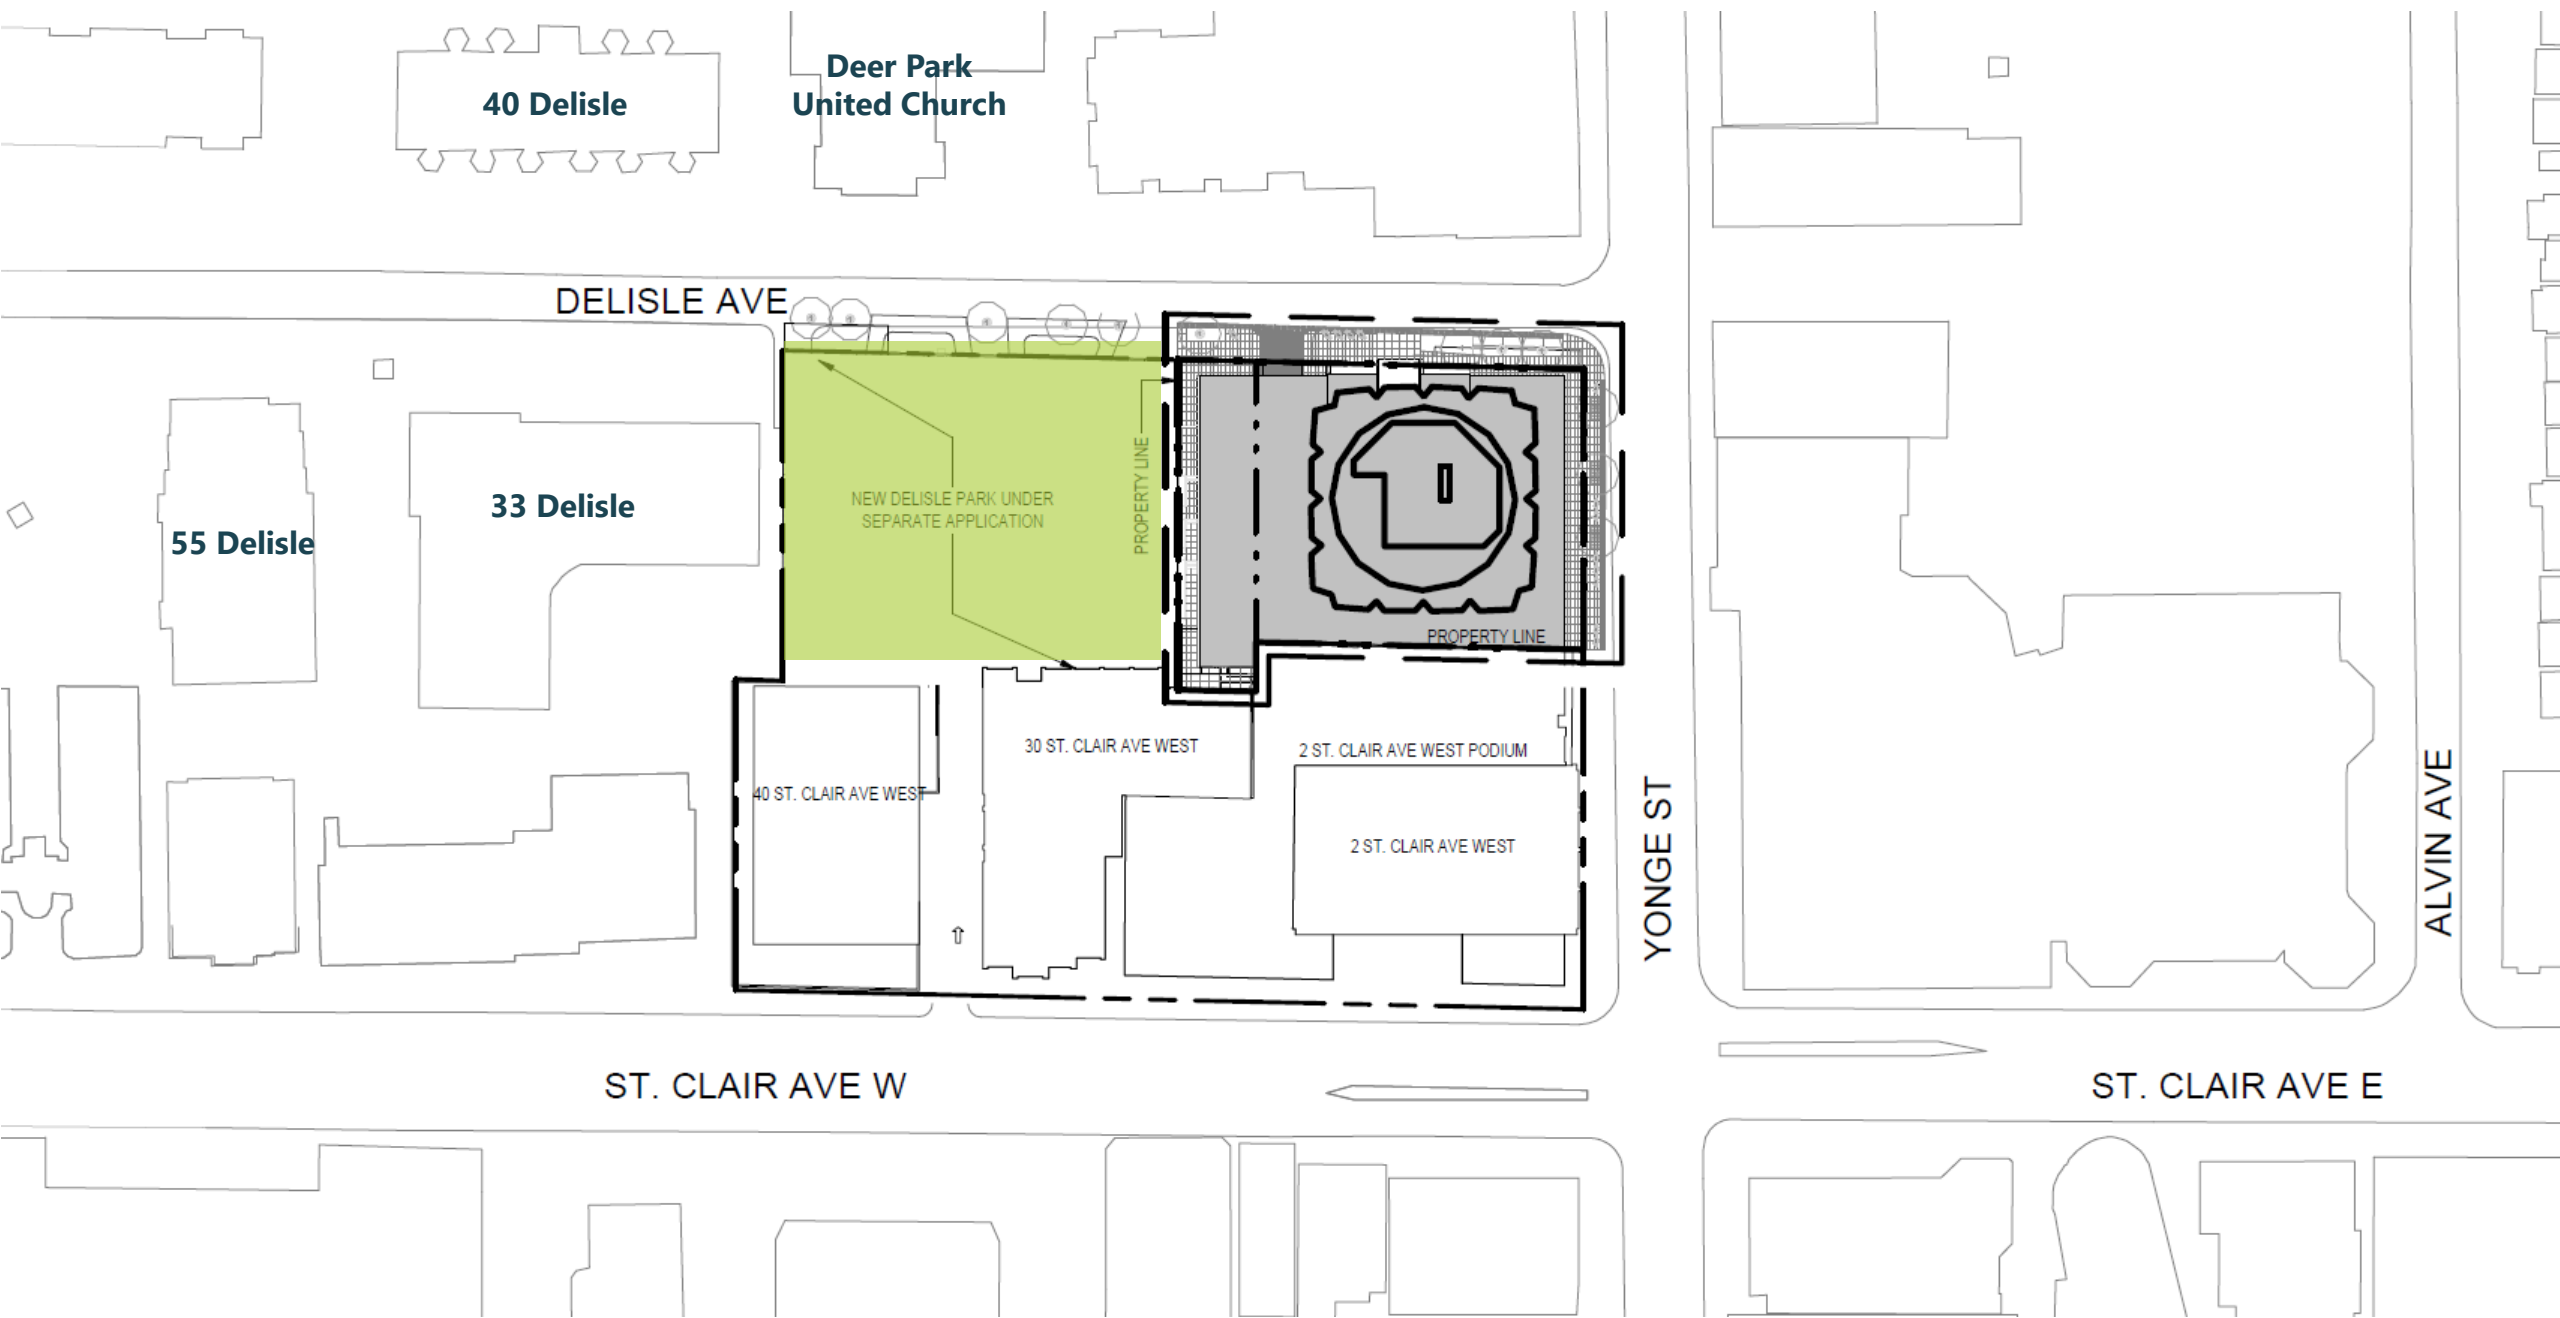 Deer Park
United Church
40 Delisle
DELISLE AVE
33 Delisle
55 Delisle
NEW DELISLE PARK UNDER
SEPARATE APPLICATION
PROPERTY LINE
PROPERTY LINE
30 ST. CLAIR AVE WEST
2 ST. CLAIR AVE WEST PODIUM
40 ST. CLAIR AVE WEST
2 ST. CLAIR AVE WEST
YONGE ST
ALVIN AVE
ST. CLAIR AVE W
ST. CLAIR AVE E